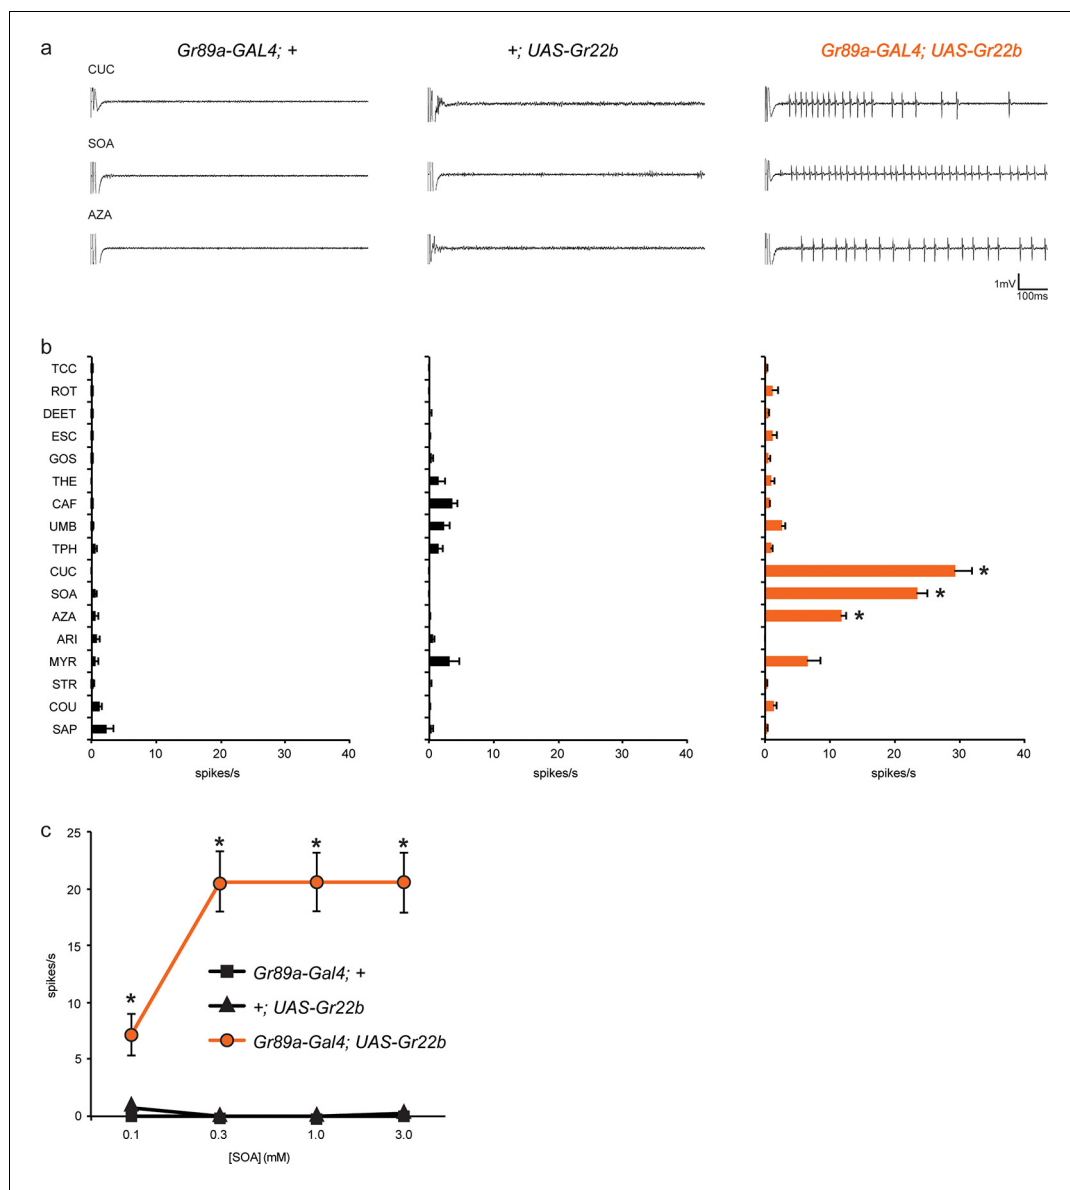 a
Gr89a-GAL4; +
+; UAS-Gr22b
Gr89a-GAL4; UAS-Gr22b
CUC
SOA
AZA
1mV
100ms
b
TCC
ROT
DEET
ESC
GOS
THE
CAF
UMB
TPH
CUC
SOA
AZA
ARI
MYR
STR
COU
SAP
* * *
0 10 20 30 40
0 10 20 30 40
0 10 20 30 40
spikes/s
spikes/s
spikes/s
c
25
20
15
10
5
0
spikes/s
* * * *
Gr89a-Gal4; +
+; UAS-Gr22b
Gr89a-Gal4; UAS-Gr22b
0.1 0.3 1.0 3.0
[SOA] (mM)